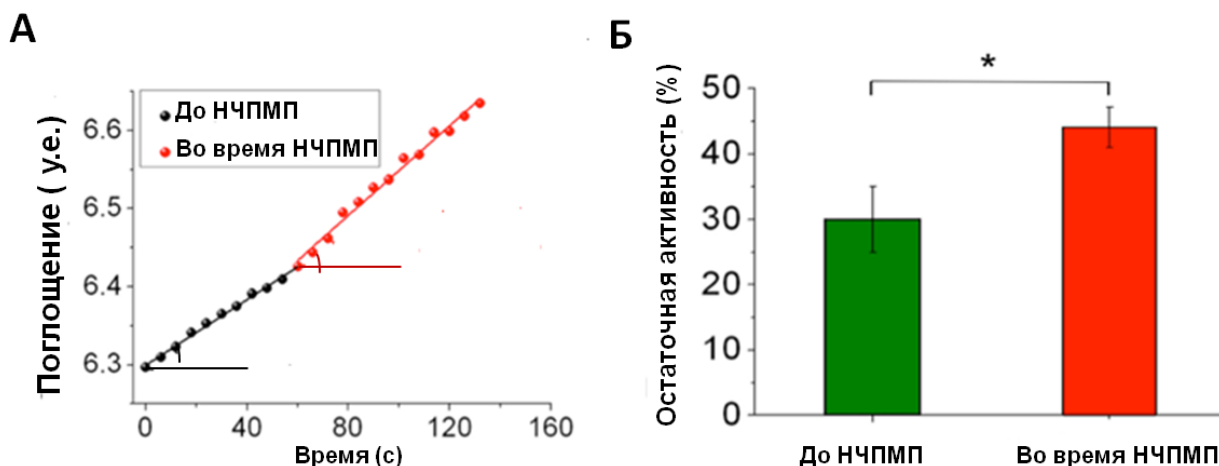 А
Поглощение ( у.е.)
До НЧПМП
Во время НЧПМП
6.6
6.5
6.4
6.3
0
40
80
120
160
Время (с)
Б
*
Остаточная активность (%)
50
40
30
20
10
0
До НЧПМП
Во время НЧПМП